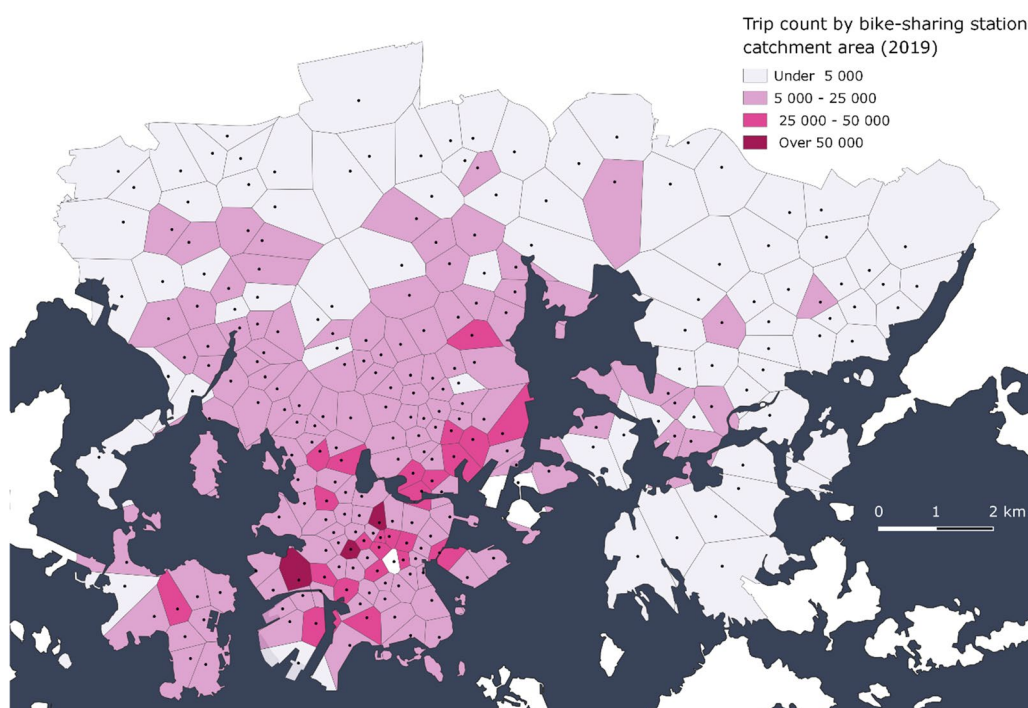 Trip count by bike-sharing station
catchment area (2019)
Under 5 000
5 000 - 25 000
25 000 - 50 000
Over 50 000
0 1 2 km